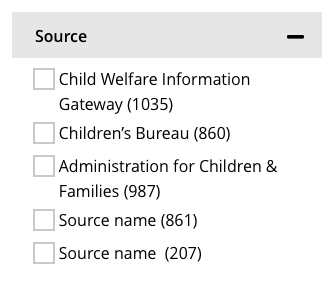 Source
Child Welfare Information
Gateway (1035)
Children’s Bureau (860)
Administration for Children &
Families (987)
Source name (861)
Source name (207)